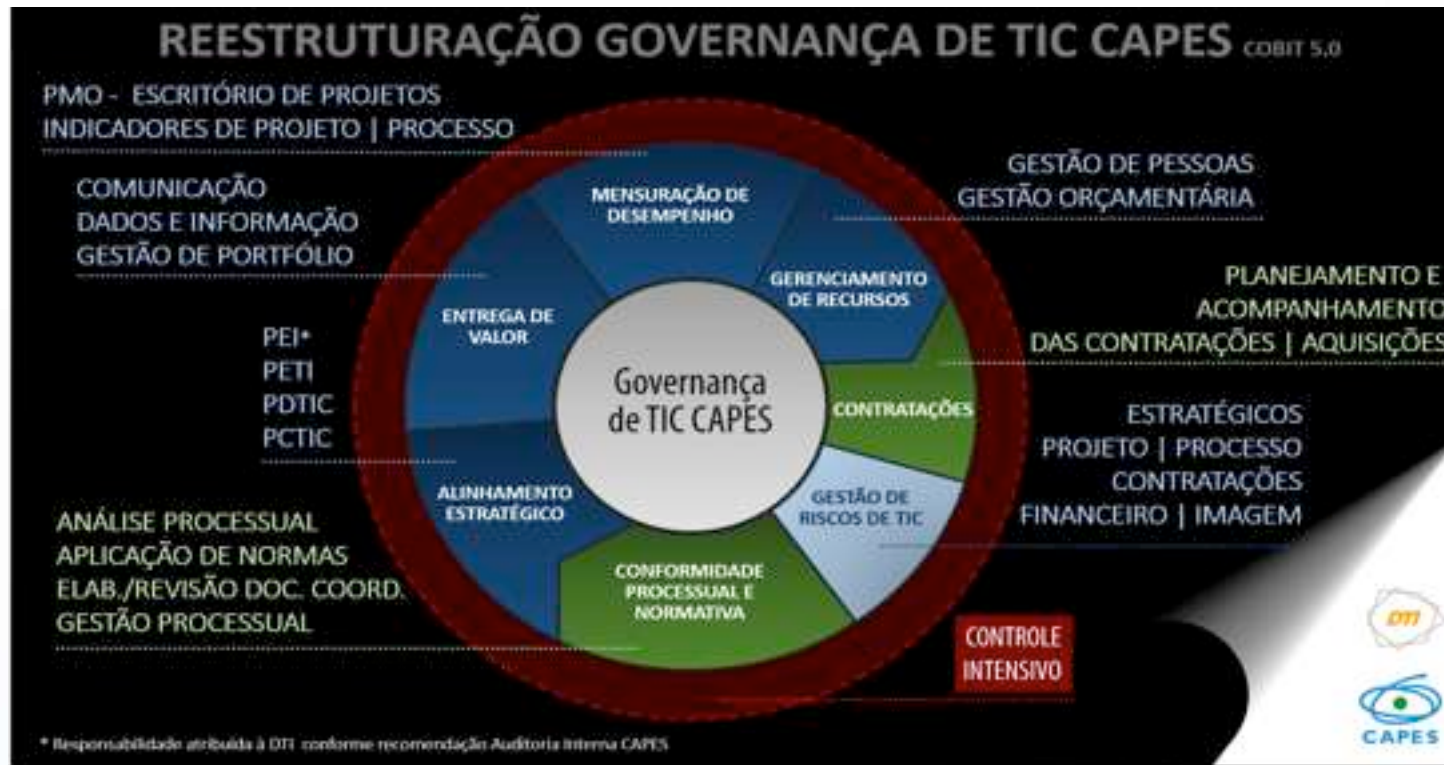 REESTRUTURAÇÃO GOVERNANÇA DE TIC CAPES COBIT 5.0
PMO - ESCRITÓRIO DE PROJETOS
INDICADORES DE PROJETO | PROCESSO
COMUNICAÇÃO
DADOS E INFORMAÇÃO
GESTÃO DE PORTFÓLIO
PEI*
PETI
PDTIC
PCTIC
ANÁLISE PROCESSUAL
APLICAÇÃO DE NORMAS
ELAB./REVISÃO DOC. COORD.
GESTÃO PROCESSUAL
MENSURAÇÃO DE
DESEMPENHO
GERENCIAMENTO
DE RECURSOS
ENTREGA DE
VALOR
Governança
de TIC CAPES
CONTRATAÇÕES
ALINHAMENTO
ESTRATÉGICO
GESTÃO DE
RISCOS DE TIC
CONFORMIDADE
PROCESSUAL E
NORMATIVA
GESTÃO DE PESSOAS
GESTÃO ORÇAMENTÁRIA
PLANEJAMENTO E
ACOMPANHAMENTO
DAS CONTRATAÇÕES | AQUISIÇÕES
ESTRATÉGICOS
PROJETO | PROCESSO
CONTRATAÇÕES
FINANCEIRO | IMAGEM
CONTROLE
INTENSIVO
DTI
CAPES
* Responsabilidade atribuída à DTI conforme recomendação Auditoria Interna CAPES